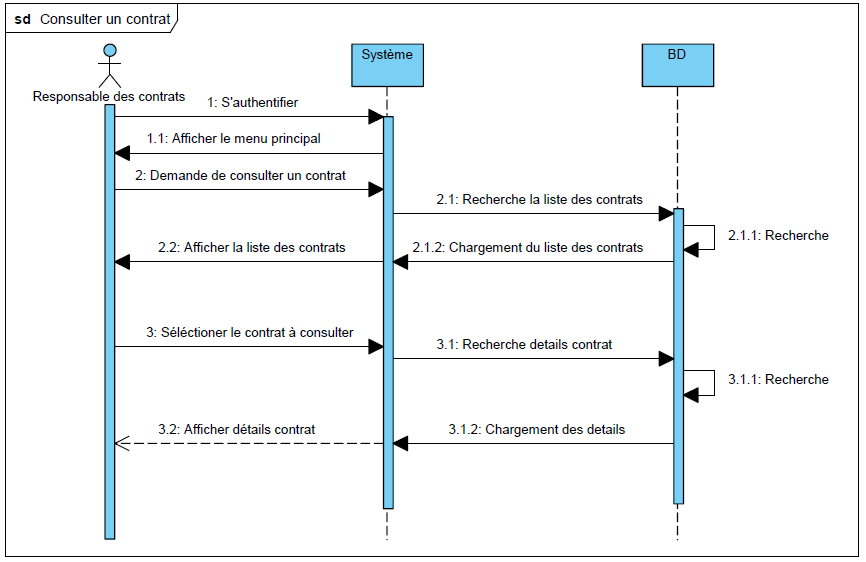 sd Consulter un contrat
Système
BD
Responsable des contrats
1: S'authentifier
1.1: Afficher le menu principal
2: Demande de consulter un contrat
2.1: Recherche la liste des contrats
2.1.1: Recherche
2.2: Afficher la liste des contrats
2.1.2: Chargement du liste des contrats
3: Séléctioner le contrat à consulter
3.1: Recherche details contrat
3.1.1: Recherche
3.2: Afficher détails contrat
3.1.2: Chargement des details